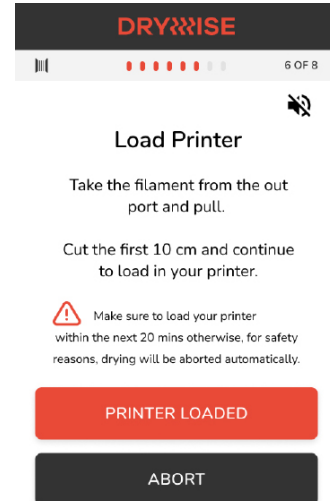 DRYWISE
6 OF 8
Load Printer
Take the filament from the out
port and pull.
Cut the first 10 cm and continue
to load in your printer.
Make sure to load your printer
within the next 20 mins otherwise, for safety
reasons, drying will be aborted automatically.
PRINTER LOADED
ABORT